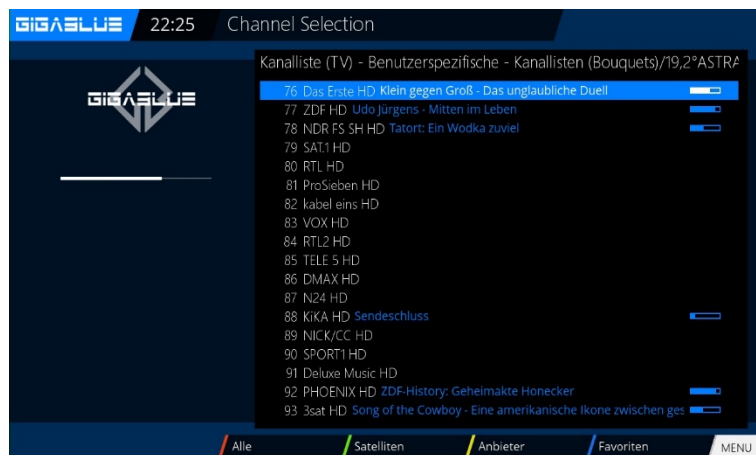 GIGABLUE 22:25 Channel Selection
Kanalliste (TV) - Benutzerspezifische - Kanallisten (Bouquets)/19,2°ASTRA
GIGABLUE
76 Das Erste HD Klein gegen Groß - Das unglaubliche Duell
77 ZDF HD Udo Jürgens - Mitten im Leben
78 NDR FS SH HD Tatort: Ein Wodka zuviel
79 SAT.1 HD
80 RTL HD
81 ProSieben HD
82 kabel eins HD
83 VOX HD
84 RTL2 HD
85 TELE 5 HD
86 DMAX HD
87 N24 HD
88 KiKA HD Sendeschluss
89 NICK/CC HD
90 SPORT1 HD
91 Deluxe Music HD
92 PHOENIX HD ZDF-History: Geheimakte Honecker
93 3sat HD Song of the Cowboy - Eine amerikanische Ikone zwischen ges
Alle Satelliten Anbieter Favoriten MENU